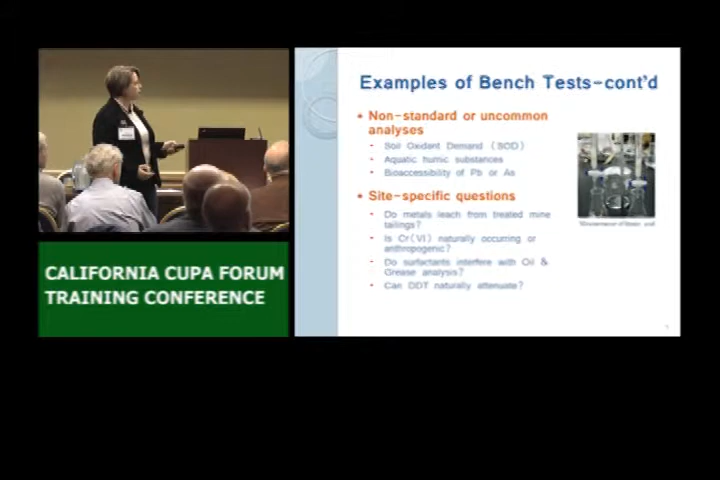 Examples of Bench Tests-cont'd
• Non-standard or uncommon
analyses
- Soil Oxidant Demand (SOD)
- Aquatic humic substances
- Bioaccessibility of Pb or As
• Site-specific questions
- Do metals leach from treated mine
tailings?
- Is Cr(VI) naturally occurring or
anthropogenic?
- Do surfactants interfere with Oil &
Grease analysis?
- Can DDT naturally attenuate?
CALIFORNIA CUPA FORUM
TRAINING CONFERENCE